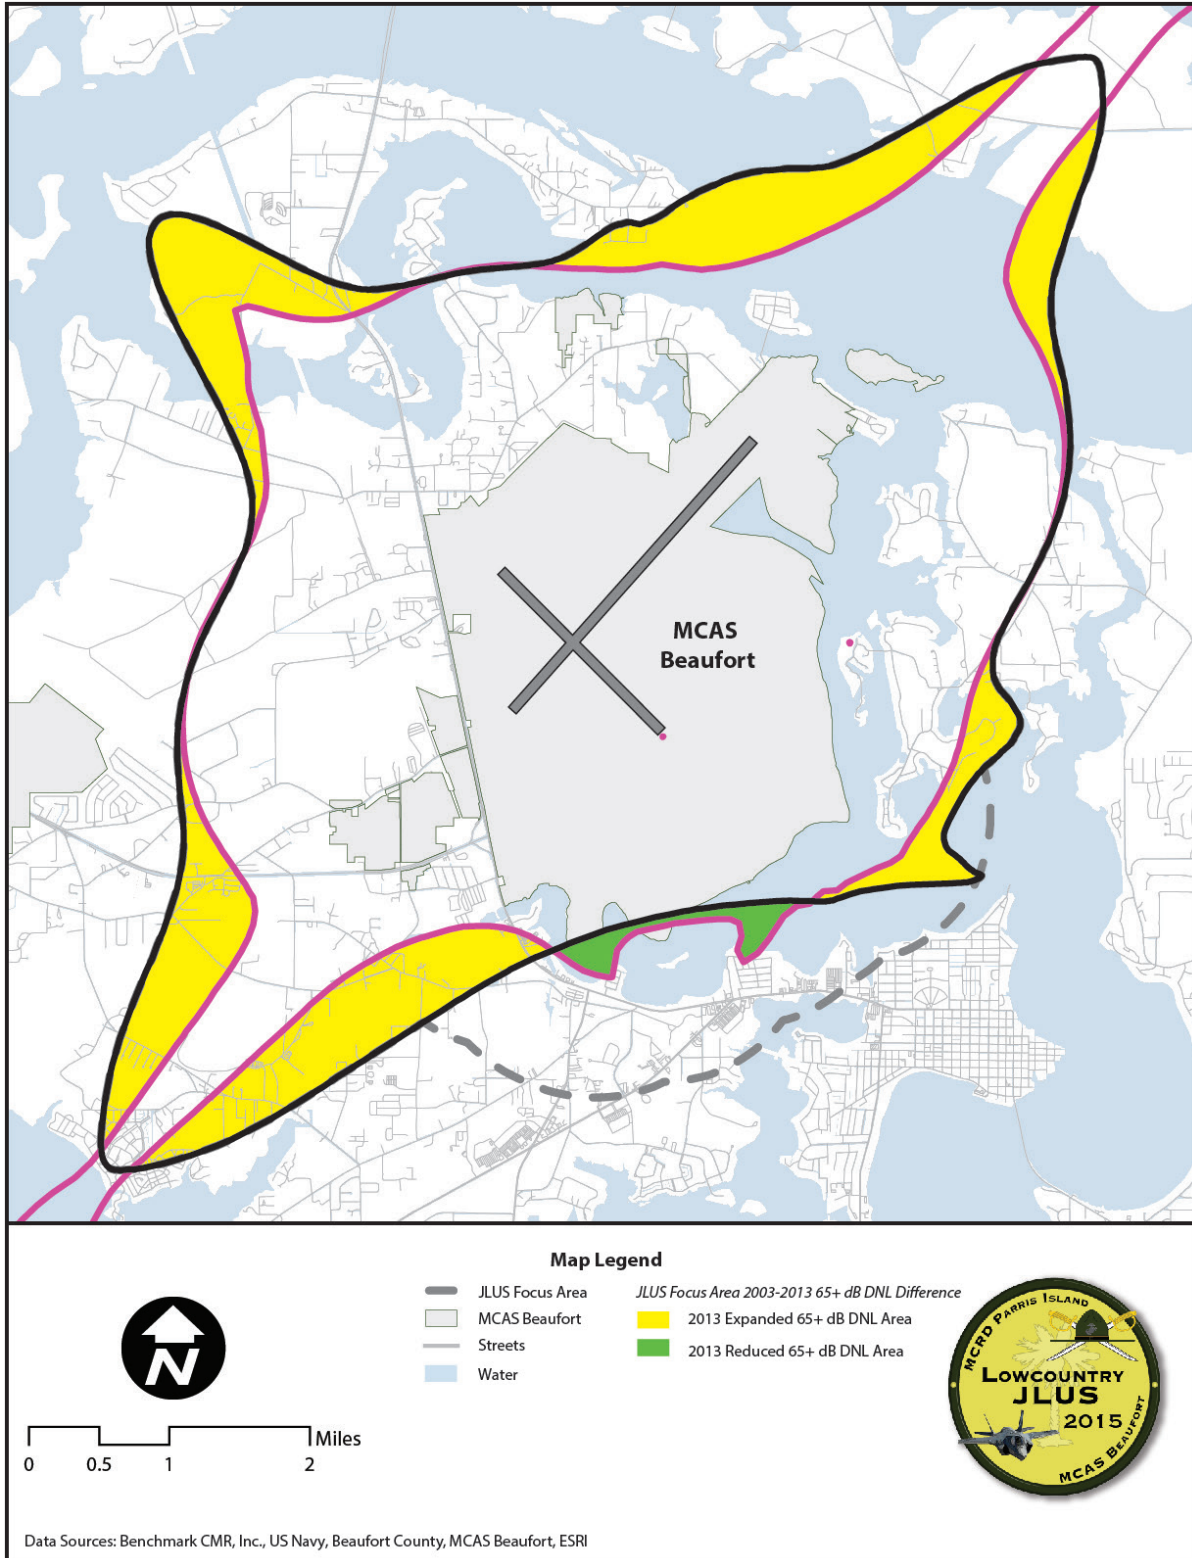 MCAS
Beaufort
Map Legend
JLUS Focus Area
MCAS Beaufort
Streets
Water
JLUS Focus Area 2003-2013 65+ dB DNL Difference
2013 Expanded 65+ dB DNL Area
2013 Reduced 65+ dB DNL Area
N
Miles
0 0.5 1 2
MCRD Parris Island
Lowcountry
JLUS
2015
MCAS Beaufort
Data Sources: Benchmark CMR, Inc., US Navy, Beaufort County, MCAS Beaufort, ESRI